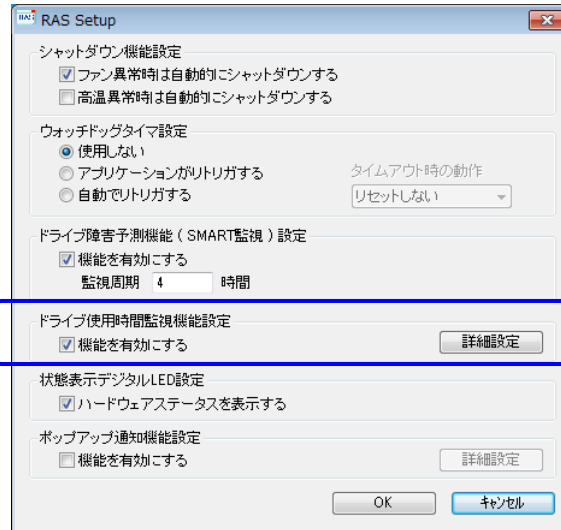 RAS RAS Setup
シャットダウン機能設定
ファン異常時は自動的にシャットダウンする
高温異常時は自動的にシャットダウンする
ウォッチドッグタイマ設定
使用しない
アプリケーションがリトリガする
タイムアウト時の動作
自動でリトリガする
リセットしない
ドライブ障害予測機能 ( SMART監視 ) 設定
機能を有効にする
監視周期 4 時間
ドライブ使用時間監視機能設定
機能を有効にする 詳細設定
状態表示デジタルLED設定
ハードウェアステータスを表示する
ポップアップ通知機能設定
機能を有効にする 詳細設定
OK キャンセル